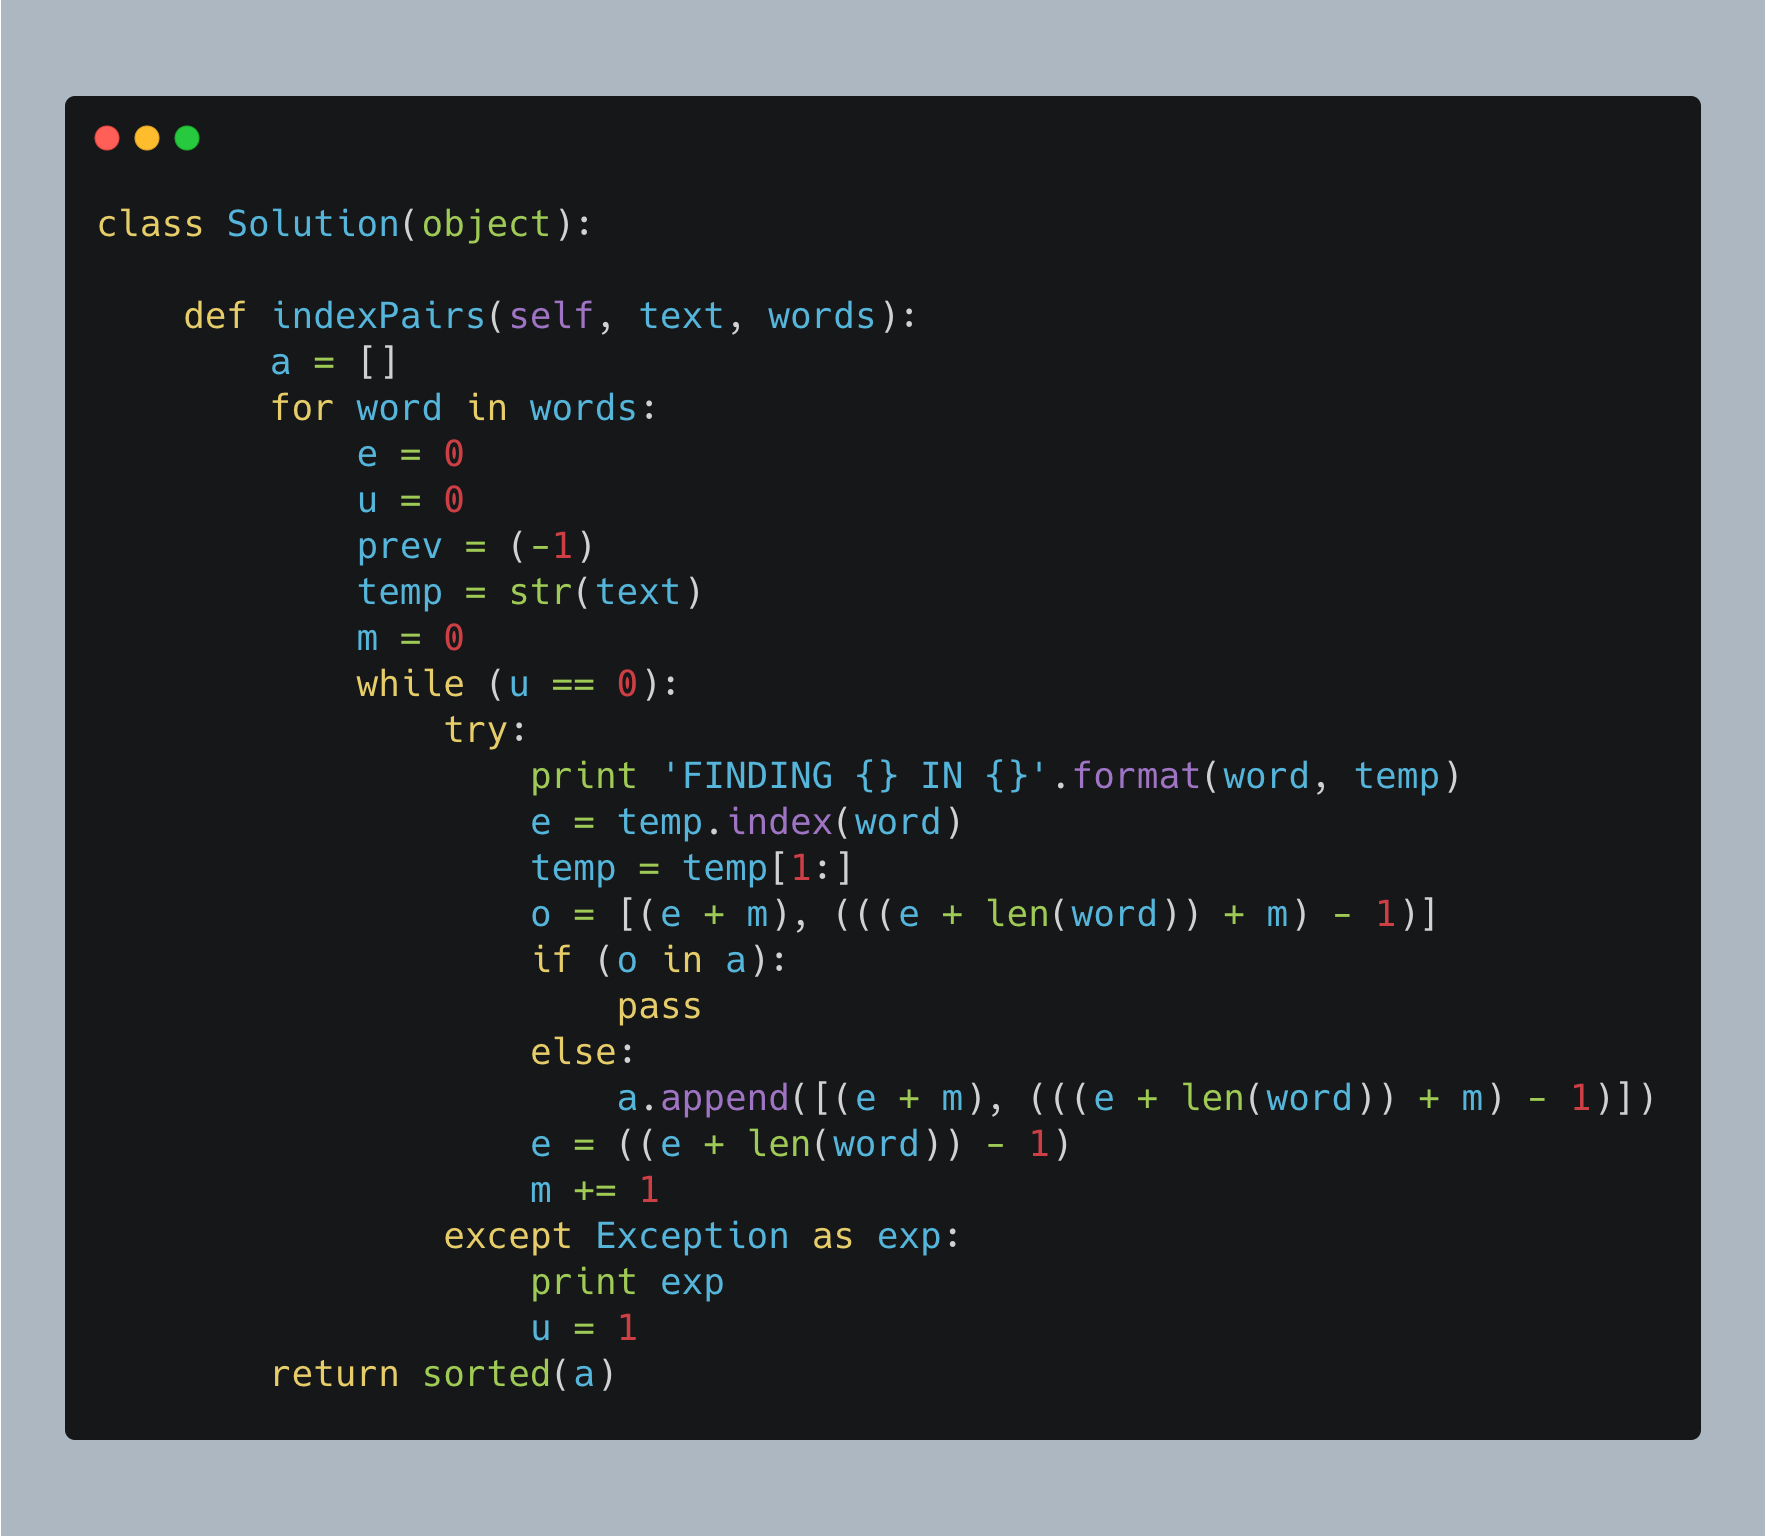 class Solution(object):

    def indexPairs(self, text, words):
        a = []
        for word in words:
            e = 0
            u = 0
            prev = (-1)
            temp = str(text)
            m = 0
            while (u == 0):
                try:
                    print 'FINDING {} IN {}'.format(word, temp)
                    e = temp.index(word)
                    temp = temp[1:]
                    o = [(e + m), (((e + len(word)) + m) - 1)]
                    if (o in a):
                        pass
                    else:
                        a.append([(e + m), (((e + len(word)) + m) - 1)])
                    e = ((e + len(word)) - 1)
                    m += 1
                except Exception as exp:
                    print exp
                    u = 1
        return sorted(a)